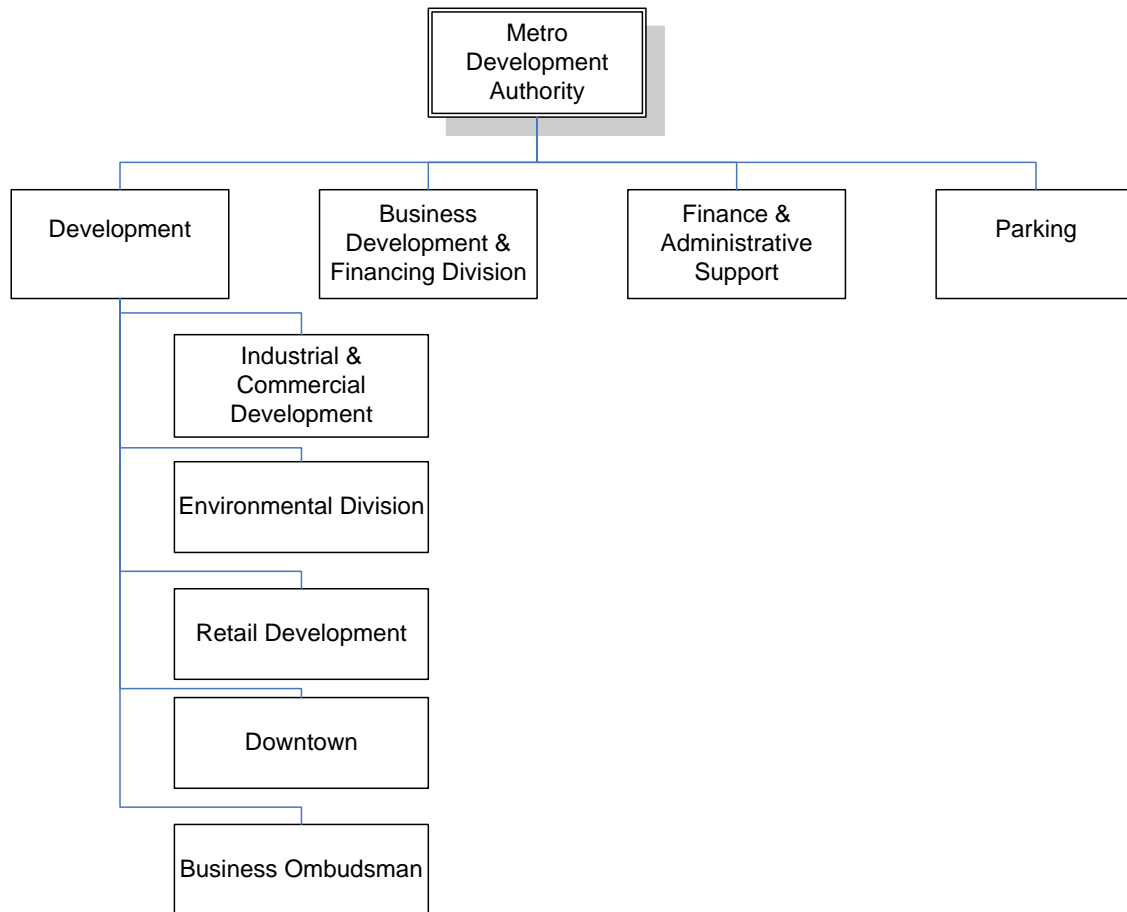 Metro
Development
Authority
Development
Business
Development &
Financing Division
Finance &
Administrative
Support
Parking
Industrial &
Commercial
Development
Environmental Division
Retail Development
Downtown
Business Ombudsman